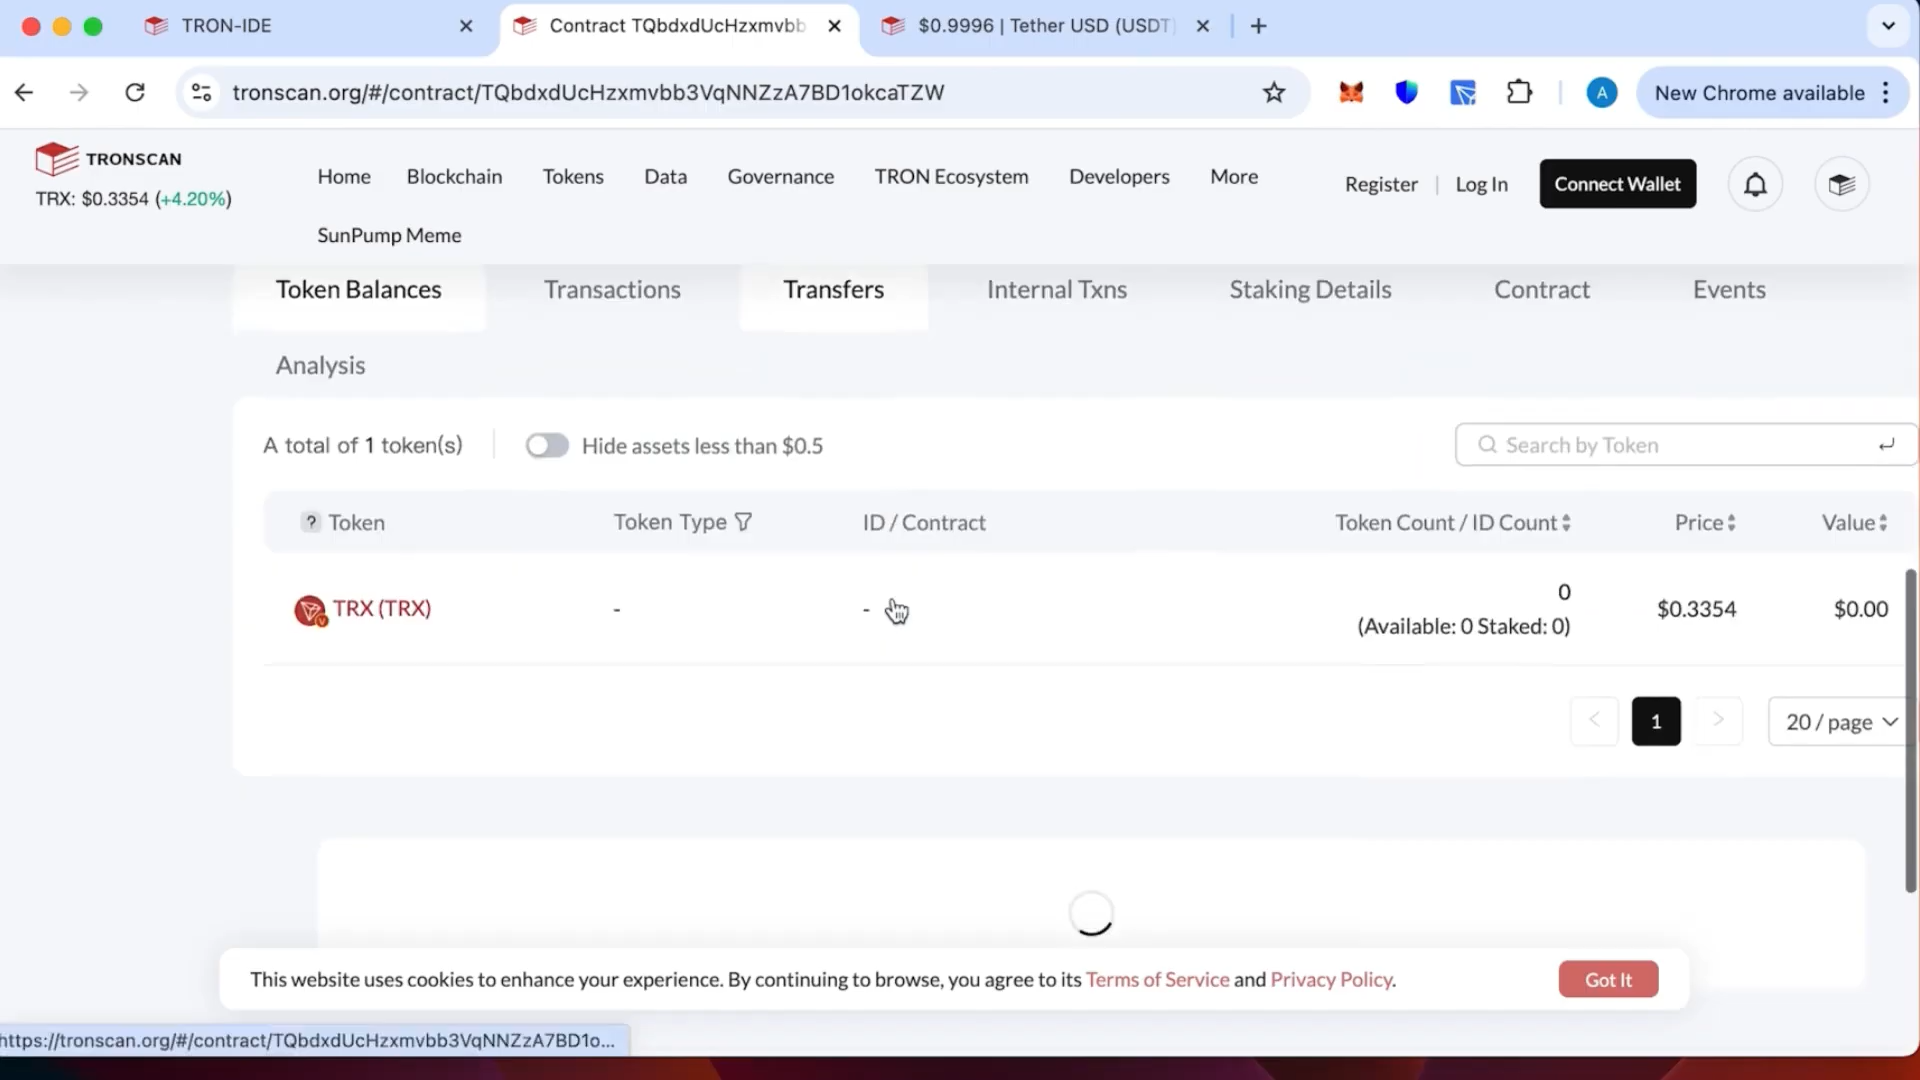 TRON-IDE
Contract TQbdxdUcHzxmvbb
$0.9996 | Tether USD (USDT)
tronscan.org/#/contract/TQbdxdUcHzxmvbb3VqNNZzA7BD1okcaTZW
A
New Chrome available
TRONSCAN
TRX: $0.3354 (+4.20%)
Home
Blockchain
Tokens
Data
Governance
TRON Ecosystem
Developers
More
SunPump Meme
Register | Log In
Connect Wallet
Token Balances
Transactions
Transfers
Internal Txns
Staking Details
Contract
Events
Analysis
A total of 1 token(s)
Hide assets less than $0.5
Search by Token
? Token
Token Type
ID / Contract
Token Count / ID Count
Price
Value
TRX (TRX)
-
-
0
(Available: 0 Staked: 0)
$0.3354
$0.00
< 1 >
20 / page
This website uses cookies to enhance your experience. By continuing to browse, you agree to its Terms of Service and Privacy Policy.
Got It
https://tronscan.org/#/contract/TQbdxdUcHzxmvbb3VqNNZzA7BD1o...